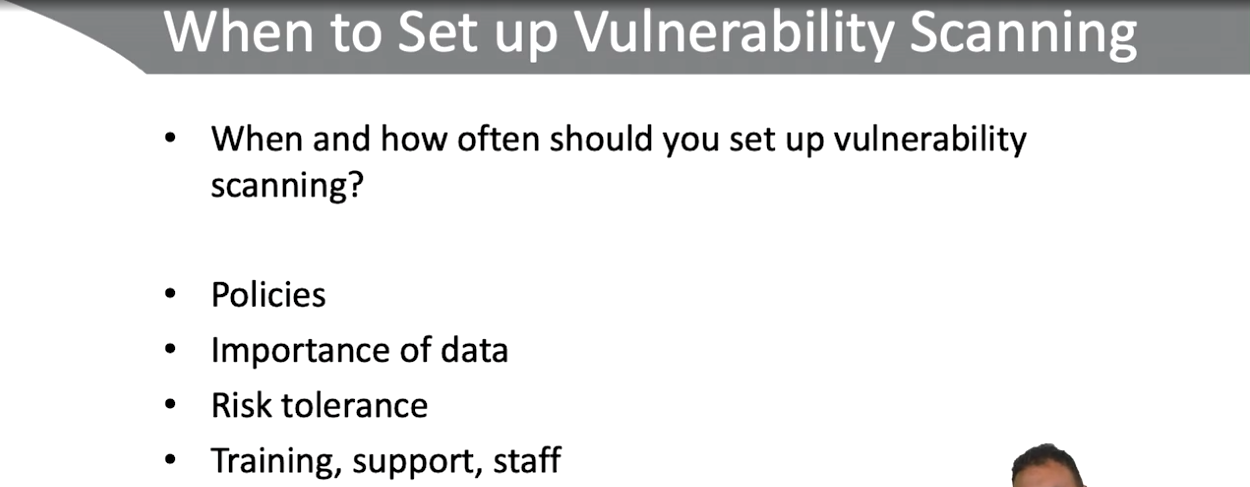 When to Set up Vulnerability Scanning
• When and how often should you set up vulnerability
scanning?
• Policies
• Importance of data
• Risk tolerance
• Training, support, staff